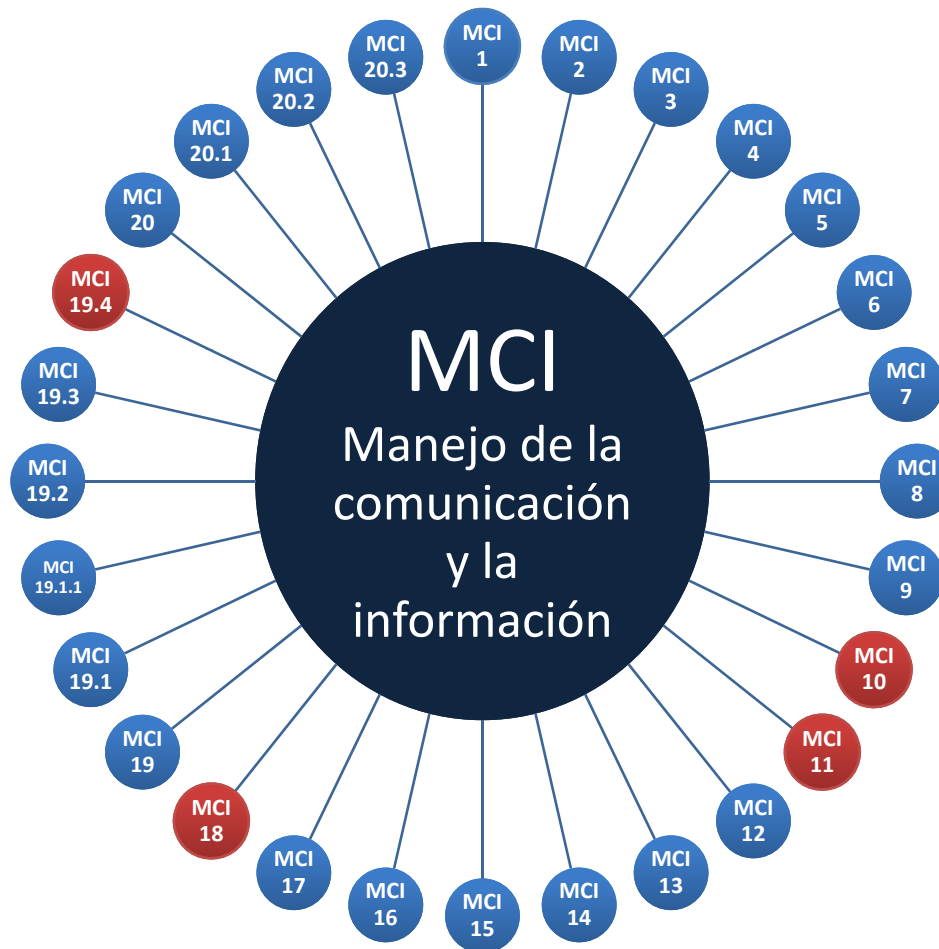 MCI
Manejo de la
comunicación
y la
información
MCI
1
MCI
2
MCI
3
MCI
4
MCI
5
MCI
6
MCI
7
MCI
8
MCI
9
MCI
10
MCI
11
MCI
12
MCI
13
MCI
14
MCI
15
MCI
16
MCI
17
MCI
18
MCI
19
MCI
19.1
MCI
19.1.1
MCI
19.2
MCI
19.3
MCI
19.4
MCI
20
MCI
20.1
MCI
20.2
MCI
20.3